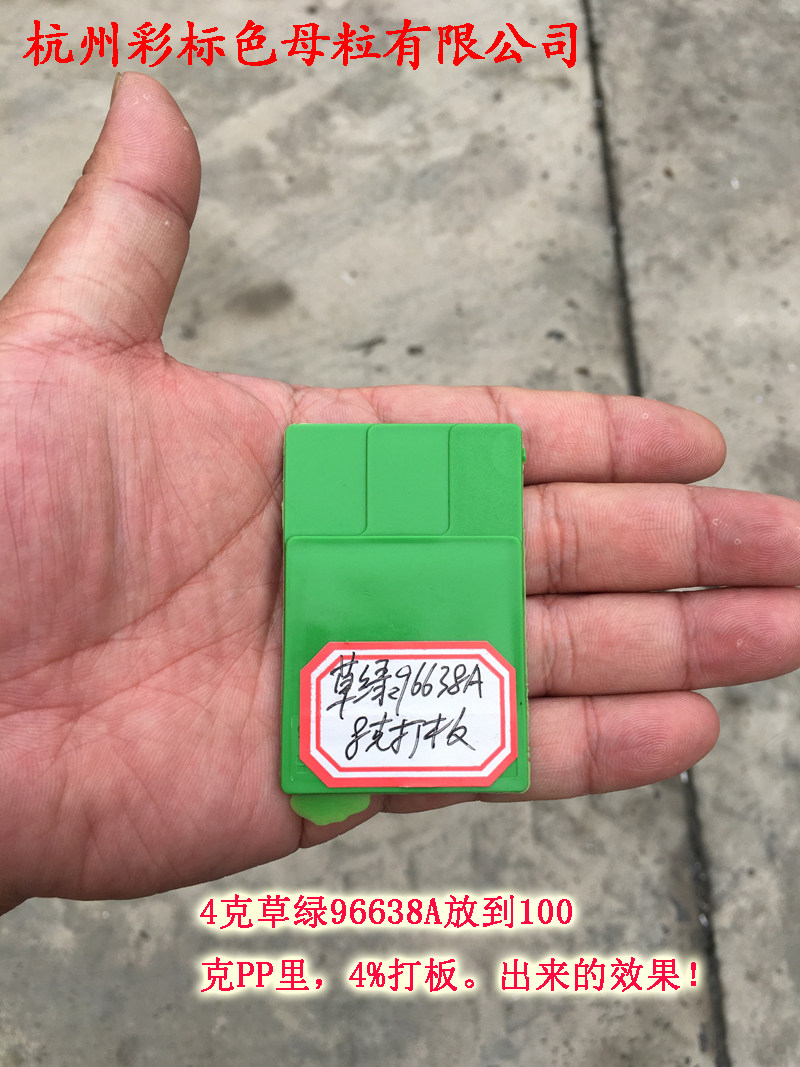 杭州彩标色母粒有限公司
草绿96638A
8克打板
4克草绿96638A放到100
克PP里，4%打板。出来的效果！